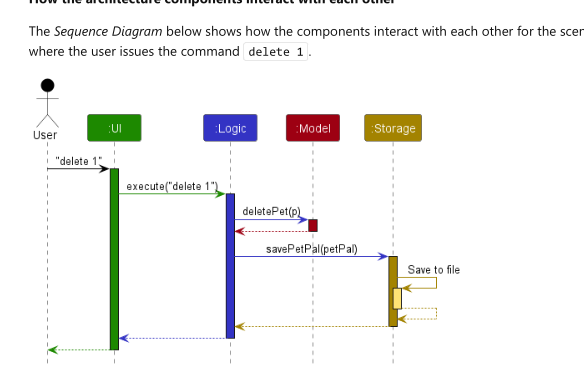 How the architecture components interact with each other
The Sequence Diagram below shows how the components interact with each other for the scen
where the user issues the command delete 1.
:UI
:Logic
:Model
:Storage
User
"delete 1"
execute("delete 1")
deletePet(p)
savePetPal(petPal)
Save to file